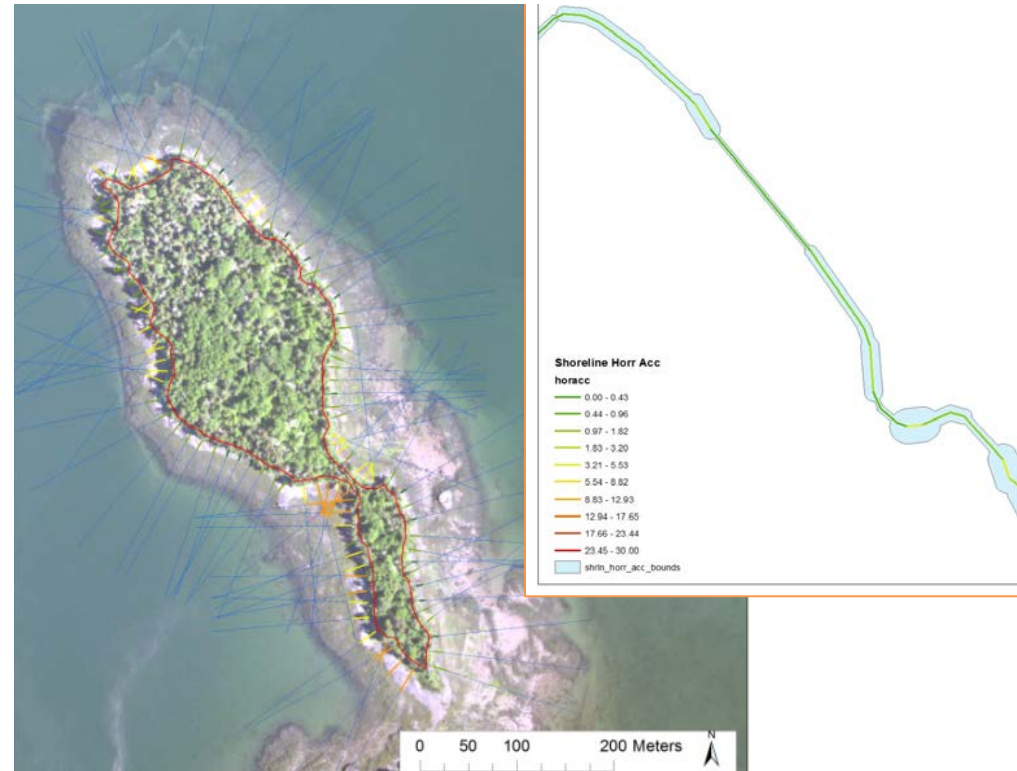 Shoreline Horr Acc
horacc
0.00 - 0.43
0.44 - 0.96
0.97 - 1.82
1.83 - 3.20
3.21 - 5.53
5.54 - 8.82
8.83 - 12.93
12.94 - 17.65
17.66 - 23.44
23.45 - 30.00
shrln_horr_acc_bounds
N
0 50 100 200 Meters